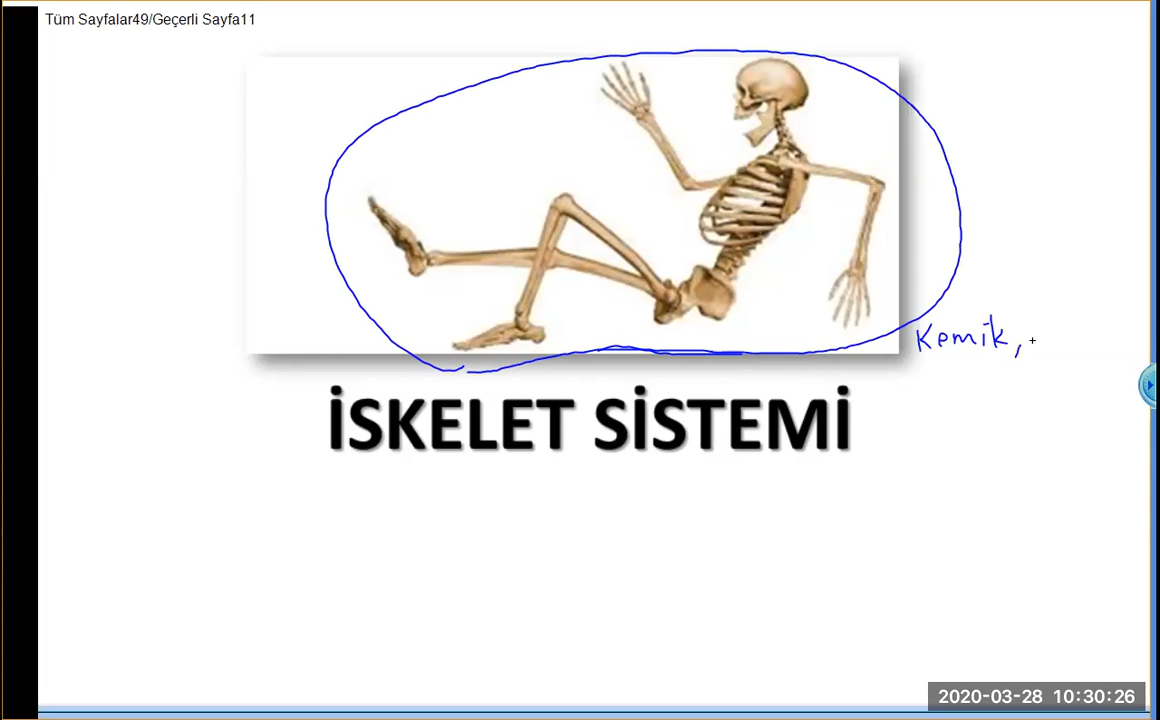 Tüm Sayfalar49/Geçerli Sayfa11
Kemik,
İSKELET SİSTEMİ
2020-03-28 10:30:26